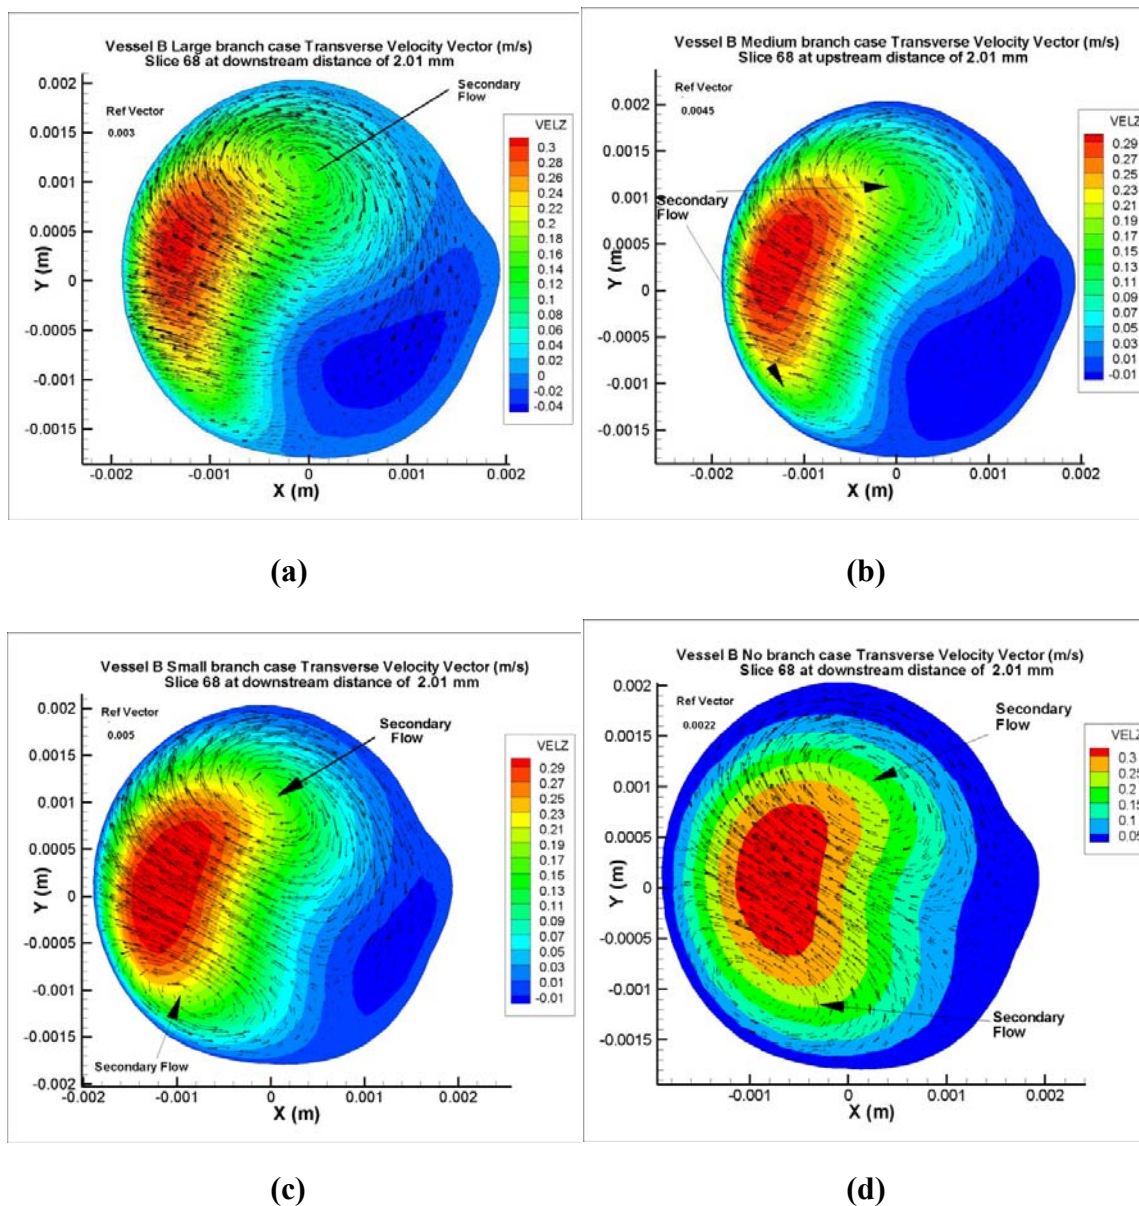 Vessel B Large branch case Transverse Velocity Vector (m/s)
Slice 68 at downstream distance of 2.01 mm
Ref Vector
0.003
Secondary
Flow
0.002
0.0015
0.001
0.0005
0
-0.0005
-0.001
-0.0015
Y (m)
-0.002
-0.001
0
0.001
0.002
X (m)
VELZ
0.3
0.28
0.26
0.24
0.22
0.2
0.18
0.16
0.14
0.12
0.1
0.08
0.06
0.04
0.02
0
-0.02
-0.04
(a)
Vessel B Medium branch case Transverse Velocity Vector (m/s)
Slice 68 at upstream distance of 2.01 mm
Ref Vector
0.0045
Secondary
Flow
0.002
0.0015
0.001
0.0005
0
-0.0005
-0.001
-0.0015
Y (m)
-0.002
-0.001
0
0.001
0.002
X (m)
VELZ
0.29
0.27
0.25
0.23
0.21
0.19
0.17
0.15
0.13
0.11
0.09
0.07
0.05
0.03
0.01
-0.01
(b)
Vessel B Small branch case Transverse Velocity Vector (m/s)
Slice 68 at downstream distance of 2.01 mm
Ref Vector
0.005
Secondary
Flow
Secondary Flow
0.002
0.0015
0.001
0.0005
0
-0.0005
-0.001
-0.0015
-0.002
Y (m)
-0.002
-0.001
0
0.001
0.002
X (m)
VELZ
0.29
0.27
0.25
0.23
0.21
0.19
0.17
0.15
0.13
0.11
0.09
0.07
0.05
0.03
0.01
-0.01
(c)
Vessel B No branch case Transverse Velocity Vector (m/s)
Slice 68 at downstream distance of 2.01 mm
Ref Vector
0.0022
Secondary
Flow
Secondary
Flow
0.002
0.0015
0.001
0.0005
0
-0.0005
-0.001
-0.0015
Y (m)
-0.001
0
0.001
0.002
X (m)
VELZ
0.3
0.25
0.2
0.15
0.1
0.05
(d)